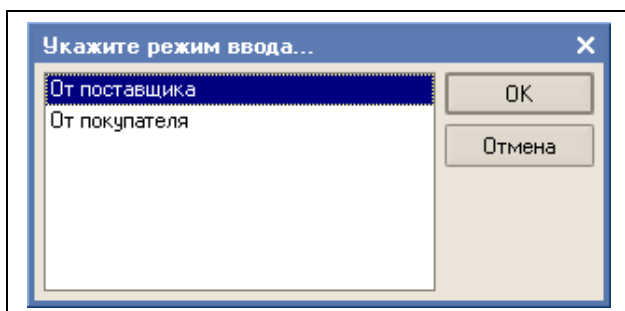 Укажите режим ввода...
От поставщика
OK
От покупателя
Отмена